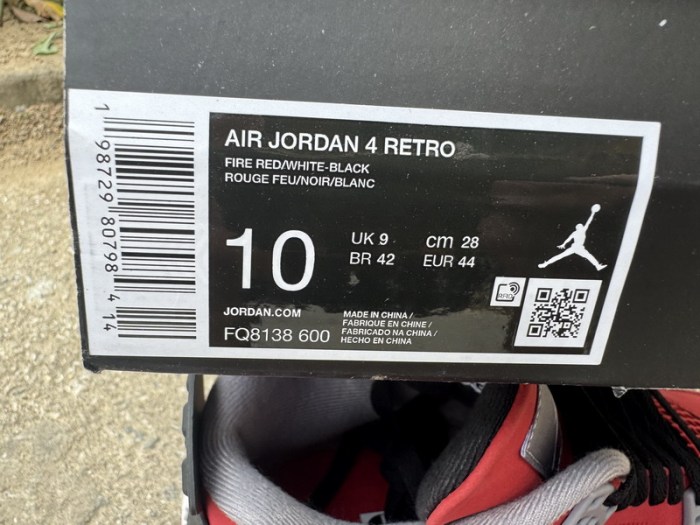 1 98729 80798 4 14
AIR JORDAN 4 RETRO
FIRE RED/WHITE-BLACK
ROUGE FEU/NOIR/BLANC
10
UK 9 cm 28
BR 42 EUR 44
RFID
JORDAN.COM
FQ8138 600
MADE IN CHINA /
FABRIQUE EN CHINE /
FABRICADO NA CHINA /
HECHO EN CHINA